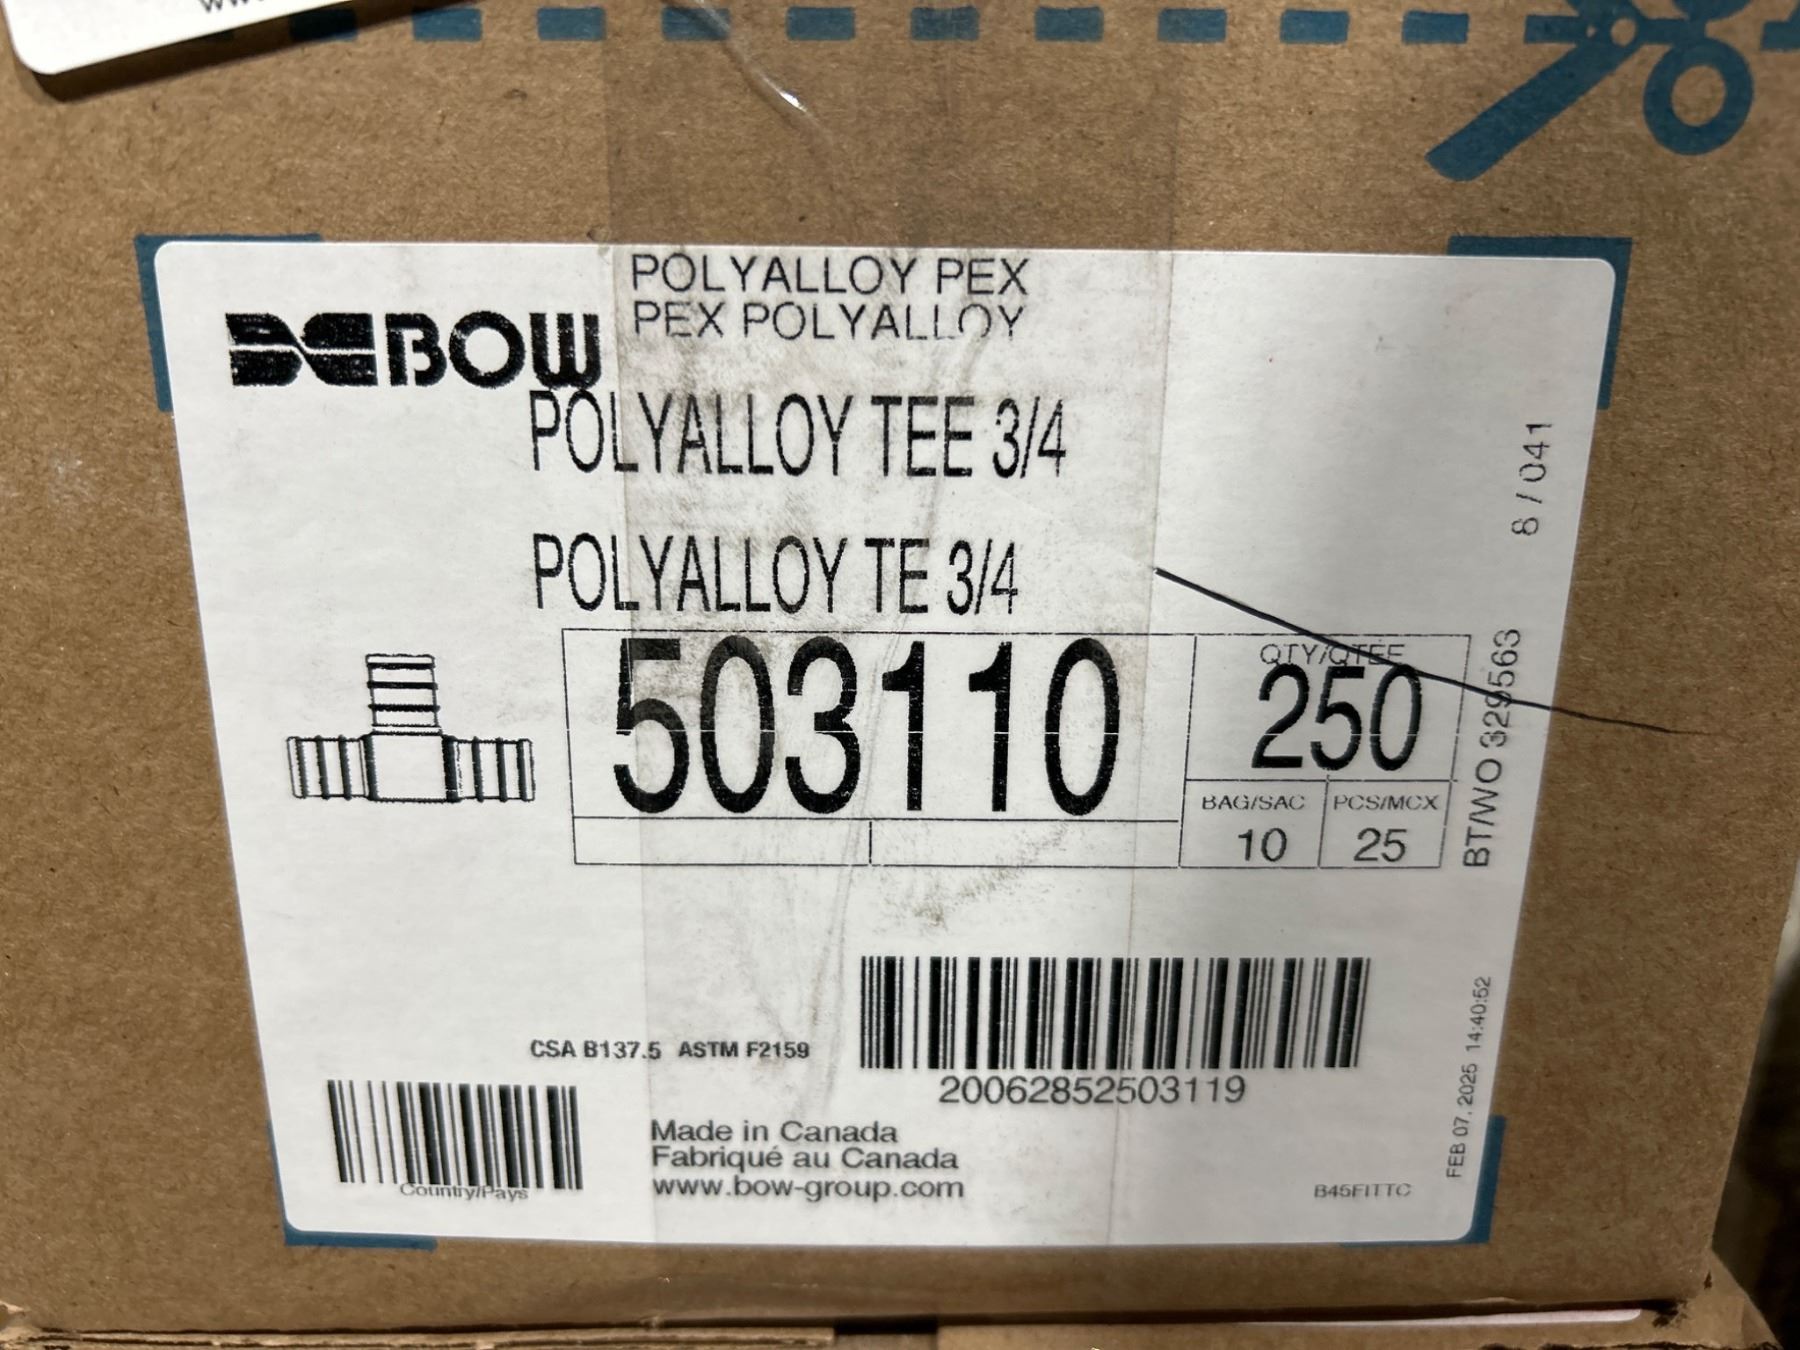 POLYALLOY PEX
PEX POLYALLOY
BOW
POLYALLOY TEE 3/4
POLYALLOY TE 3/4
503110
QTY/QTEE
250
BAG/SAC
10
PCS/MCX
25
8 / 041
BT/WO 329563
FEB 07, 2025 14:40:52
CSA B137.5 ASTM F2159
20062852503119
Country/Pays
Made in Canada
Fabriqué au Canada
www.bow-group.com
B45FITTC